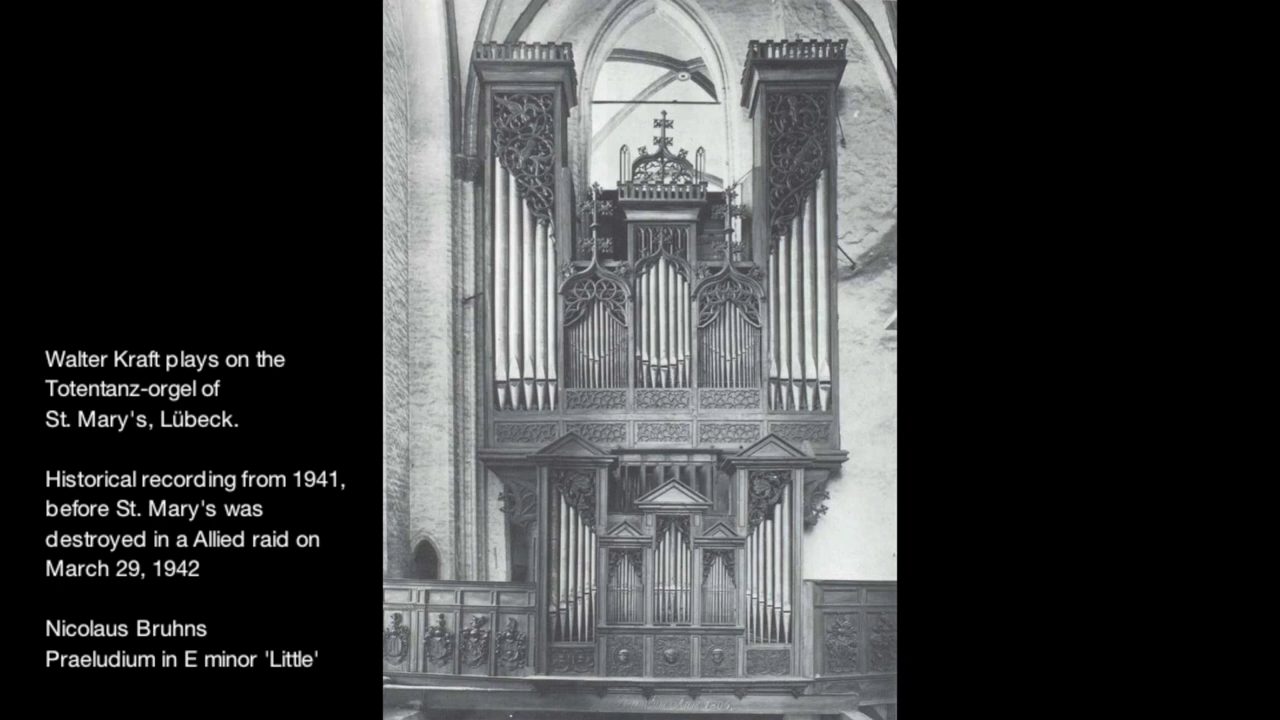 Walter Kraft plays on the
Totentanz-orgel of
St. Mary's, Lübeck.
Historical recording from 1941,
before St. Mary's was
destroyed in a Allied raid on
March 29, 1942
Nicolaus Bruhns
Praeludium in E minor 'Little'